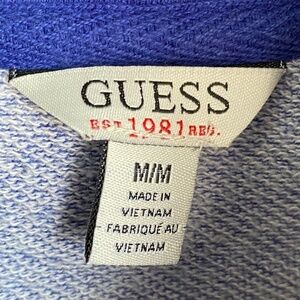 GUESS
EST 1981 REG.
M/M
MADE IN
VIETNAM
FABRIQUÉ AU
VIETNAM